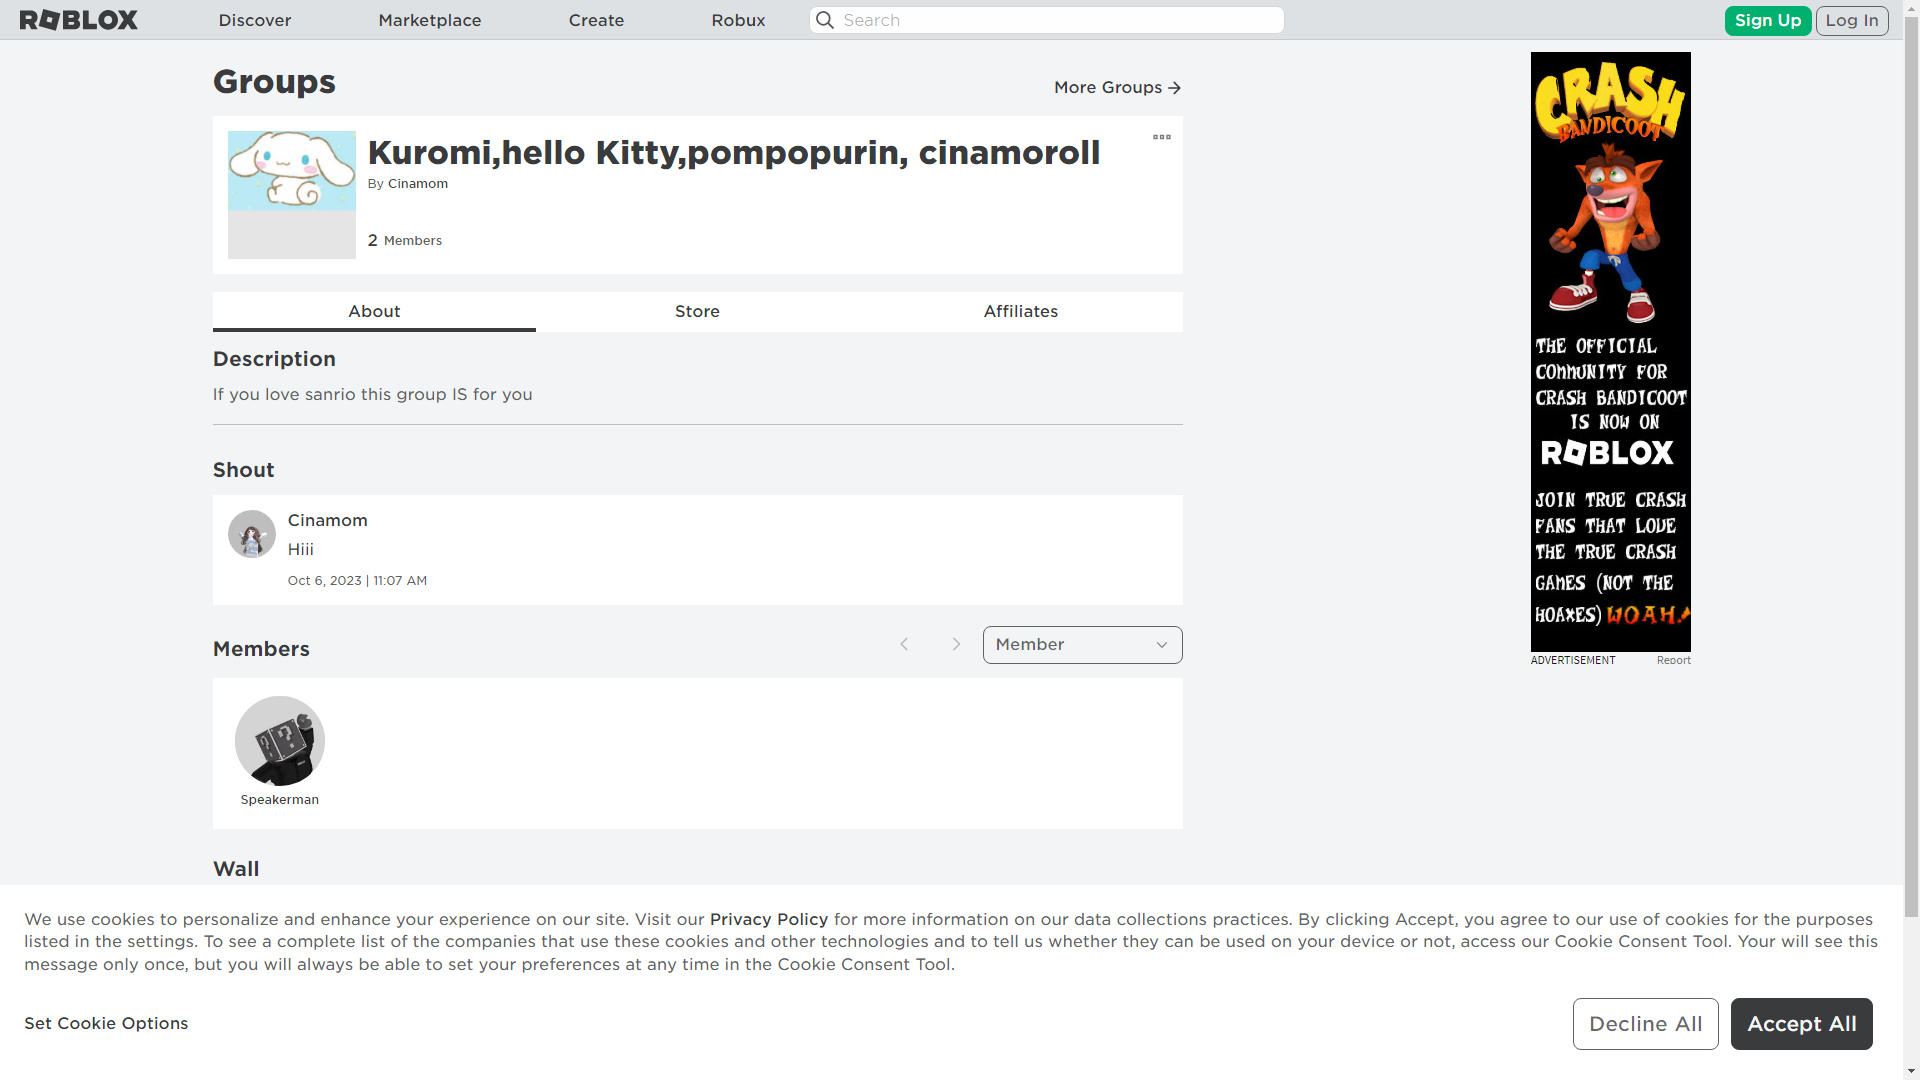 ROBLOX
Discover
Marketplace
Create
Robux
Search
Sign Up
Log In
Groups
More Groups
Kuromi,hello Kitty,pompopurin, cinamoroll
By Cinamom
2 Members
About
Store
Affiliates
Description
If you love sanrio this group IS for you
Shout
Cinamom
Hiii
Oct 6, 2023 | 11:07 AM
Members
Member
Speakerman
Wall
CRASH
BANDICOOT
THE OFFICIAL
COMMUNITY FOR
CRASH BANDICOOT
IS NOW ON
ROBLOX
JOIN TRUE CRASH
FANS THAT LOVE
THE TRUE CRASH
GAMES (NOT THE
HOAXES) WOAH!
ADVERTISEMENT
Report
We use cookies to personalize and enhance your experience on our site. Visit our Privacy Policy for more information on our data collections practices. By clicking Accept, you agree to our use of cookies for the purposes
listed in the settings. To see a complete list of the companies that use these cookies and other technologies and to tell us whether they can be used on your device or not, access our Cookie Consent Tool. Your will see this
message only once, but you will always be able to set your preferences at any time in the Cookie Consent Tool.
Set Cookie Options
Decline All
Accept All